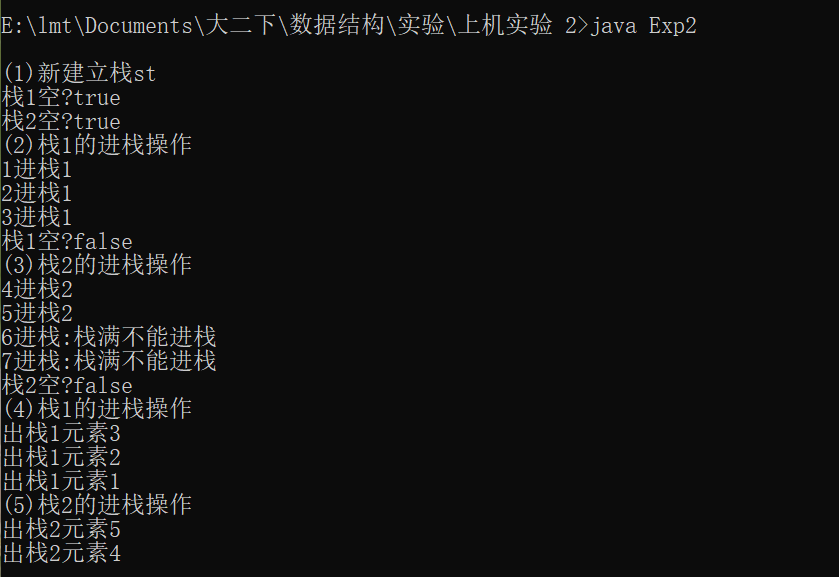 E:\lmt\Documents\大二下\数据结构\实验\上机实验 2>java Exp2
(1)新建立栈st
栈1空?true
栈2空?true
(2)栈1的进栈操作
1进栈1
2进栈1
3进栈1
栈1空?false
(3)栈2的进栈操作
4进栈2
5进栈2
6进栈:栈满不能进栈
7进栈:栈满不能进栈
栈2空?false
(4)栈1的进栈操作
出栈1元素3
出栈1元素2
出栈1元素1
(5)栈2的进栈操作
出栈2元素5
出栈2元素4